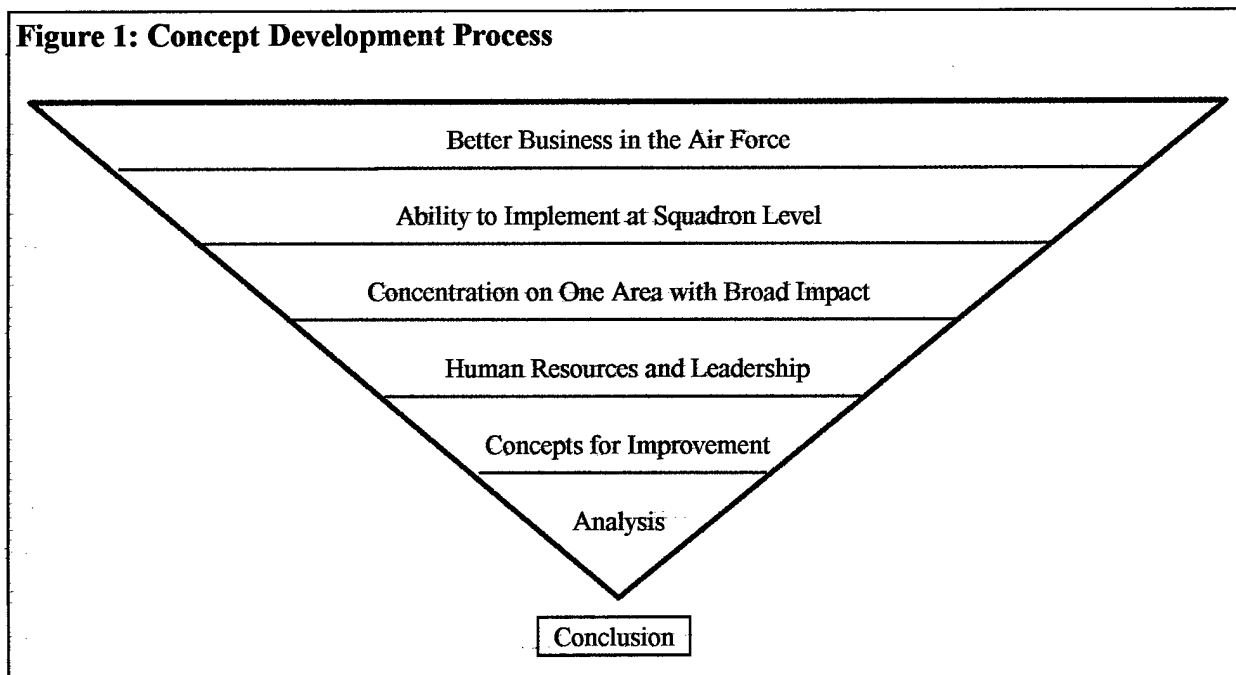 Figure 1: Concept Development Process
Better Business in the Air Force
Ability to Implement at Squadron Level
Concentration on One Area with Broad Impact
Human Resources and Leadership
Concepts for Improvement
Analysis
Conclusion